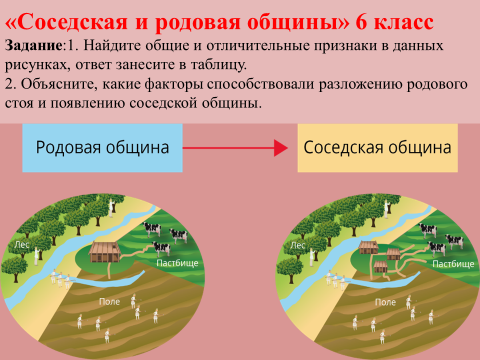 «Соседская и родовая общины» 6 класс
Задание:1. Найдите общие и отличительные признаки в данных
рисунках, ответ занесите в таблицу.
2. Объясните, какие факторы способствовали разложению родового
стоя и появлению соседской общины.
Родовая община
Соседская община
Лес
Пастбище
Поле
Лес
Пастбище
Поле